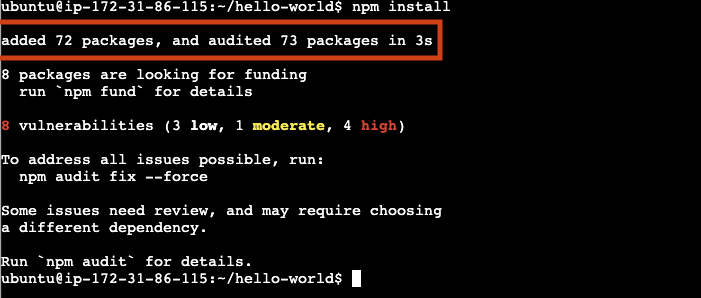 ubuntu@ip-172-31-86-115:~/hello-world$ npm install
added 72 packages, and audited 73 packages in 3s
8 packages are looking for funding
run `npm fund` for details
8 vulnerabilities (3 low, 1 moderate, 4 high)
To address all issues possible, run:
npm audit fix --force
Some issues need review, and may require choosing
a different dependency.
Run `npm audit` for details.
ubuntu@ip-172-31-86-115:~/hello-world$